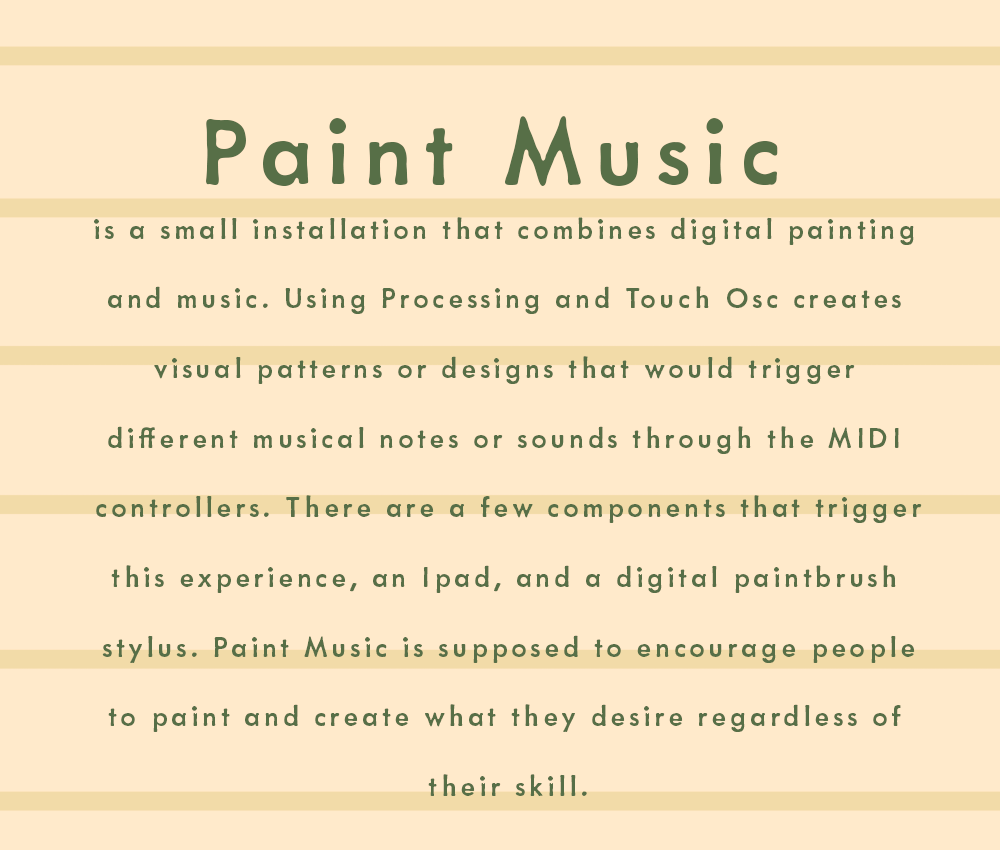 Paint Music
is a small installation that combines digital painting
and music. Using Processing and Touch Osc creates
visual patterns or designs that would trigger
different musical notes or sounds through the MIDI
controllers. There are a few components that trigger
this experience, an Ipad, and a digital paintbrush
stylus. Paint Music is supposed to encourage people
to paint and create what they desire regardless of
their skill.